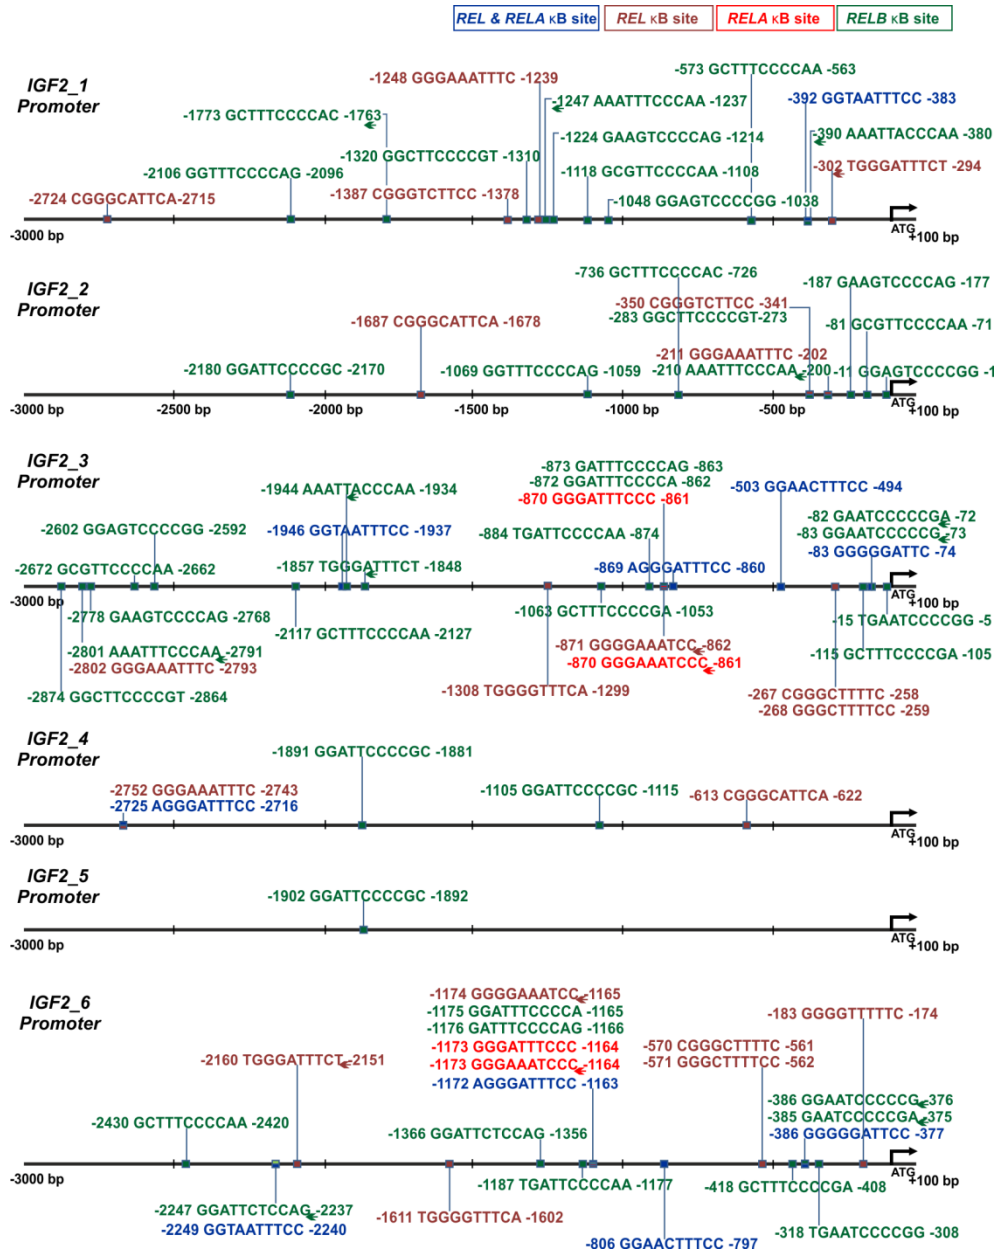 REL & RELA κB site
REL κB site
RELA κB site
RELB κB site
IGF2_1
Promoter
-573 GCTTTCCCCAA -563
-1248 GGGAAATTTC -1239
-392 GGTAATTTCC -383
-1247 AAATTTCCCAA -1237
-1773 GCTTTCCCCAC -1763
-390 AAATTACCCAA -380
-1224 GAAGTCCCCAG -1214
-1320 GGCTTCCCCGT -1310
-302 TGGGATTTCT -294
-2106 GGTTTCCCCAG -2096
-1118 GCGTTCCCCAA -1108
-2724 CGGGCATTCA-2715
-1387 CGGGTCTTCC -1378
-1048 GGAGTCCCCGG -1038
-3000 bp
-2500 bp
-2000 bp
-1500 bp
-1000 bp
-500 bp
ATG
+100 bp
IGF2_2
Promoter
-736 GCTTTCCCCAC -726
-187 GAAGTCCCCAG -177
-350 CGGGTCTTCC -341
-283 GGCTTCCCCGT-273
-1687 CGGGCATTCA -1678
-81 GCGTTCCCCAA -71
-211 GGGAAATTTC -202
-2180 GGATTCCCCGC -2170
-1069 GGTTTCCCCAG -1059
-210 AAATTTCCCAA -200
-11 GGAGTCCCCGG -1
-3000 bp
-2500 bp
-2000 bp
-1500 bp
-1000 bp
-500 bp
ATG
+100 bp
IGF2_3
Promoter
-873 GATTTCCCCAG -863
-872 GGATTTCCCCA -862
-870 GGGATTTCCC -861
-503 GGAACTTTCC -494
-1944 AAATTACCCAA -1934
-82 GAATCCCCCGA -72
-2602 GGAGTCCCCGG -2592
-1946 GGTAATTTCC -1937
-884 TGATTCCCCAA -874
-83 GGAATCCCCCG -73
-83 GGGGGATTC -74
-2672 GCGTTCCCCAA -2662
-1857 TGGGATTTCT -1848
-869 AGGGATTTCC -860
-3000 bp
+100 bp
ATG
-2778 GAAGTCCCCAG -2768
-1063 GCTTTCCCCGA -1053
-15 TGAATCCCCGG -5
-2117 GCTTTCCCCAA -2127
-2801 AAATTTCCCAA -2791
-871 GGGGAAATCC -862
-115 GCTTTCCCCGA -105
-2802 GGGAAATTTC -2793
-870 GGGAAATCCC -861
-2874 GGCTTCCCCGT -2864
-1308 TGGGGTTTCA -1299
-267 CGGGCTTTTC -258
-268 GGGCTTTTCC -259
IGF2_4
Promoter
-1891 GGATTCCCCGC -1881
-2752 GGGAAATTTC -2743
-2725 AGGGATTTCC -2716
-1105 GGATTCCCCGC -1115
-613 CGGGCATTCA -622
-3000 bp
ATG
+100 bp
IGF2_5
Promoter
-1902 GGATTCCCCGC -1892
-3000 bp
ATG
+100 bp
IGF2_6
Promoter
-1174 GGGGAAATCC -1165
-1175 GGATTTCCCCA -1165
-1176 GATTTCCCCAG -1166
-1173 GGGATTTCCC -1164
-1173 GGGAAATCCC -1164
-1172 AGGGATTTCC -1163
-183 GGGGTTTTTC -174
-570 CGGGCTTTTC -561
-571 GGGCTTTTCC -562
-2160 TGGGATTTCT -2151
-386 GGAATCCCCCG -376
-385 GAATCCCCCGA -375
-2430 GCTTTCCCCAA -2420
-1366 GGATTCTCCAG -1356
-386 GGGGGATTCC -377
-3000 bp
ATG
+100 bp
-1187 TGATTCCCCAA -1177
-418 GCTTTCCCCGA -408
-2247 GGATTCTCCAG -2237
-1611 TGGGGTTTCA -1602
-318 TGAATCCCCGG -308
-2249 GGTAATTTCC -2240
-806 GGAACTTTCC -797